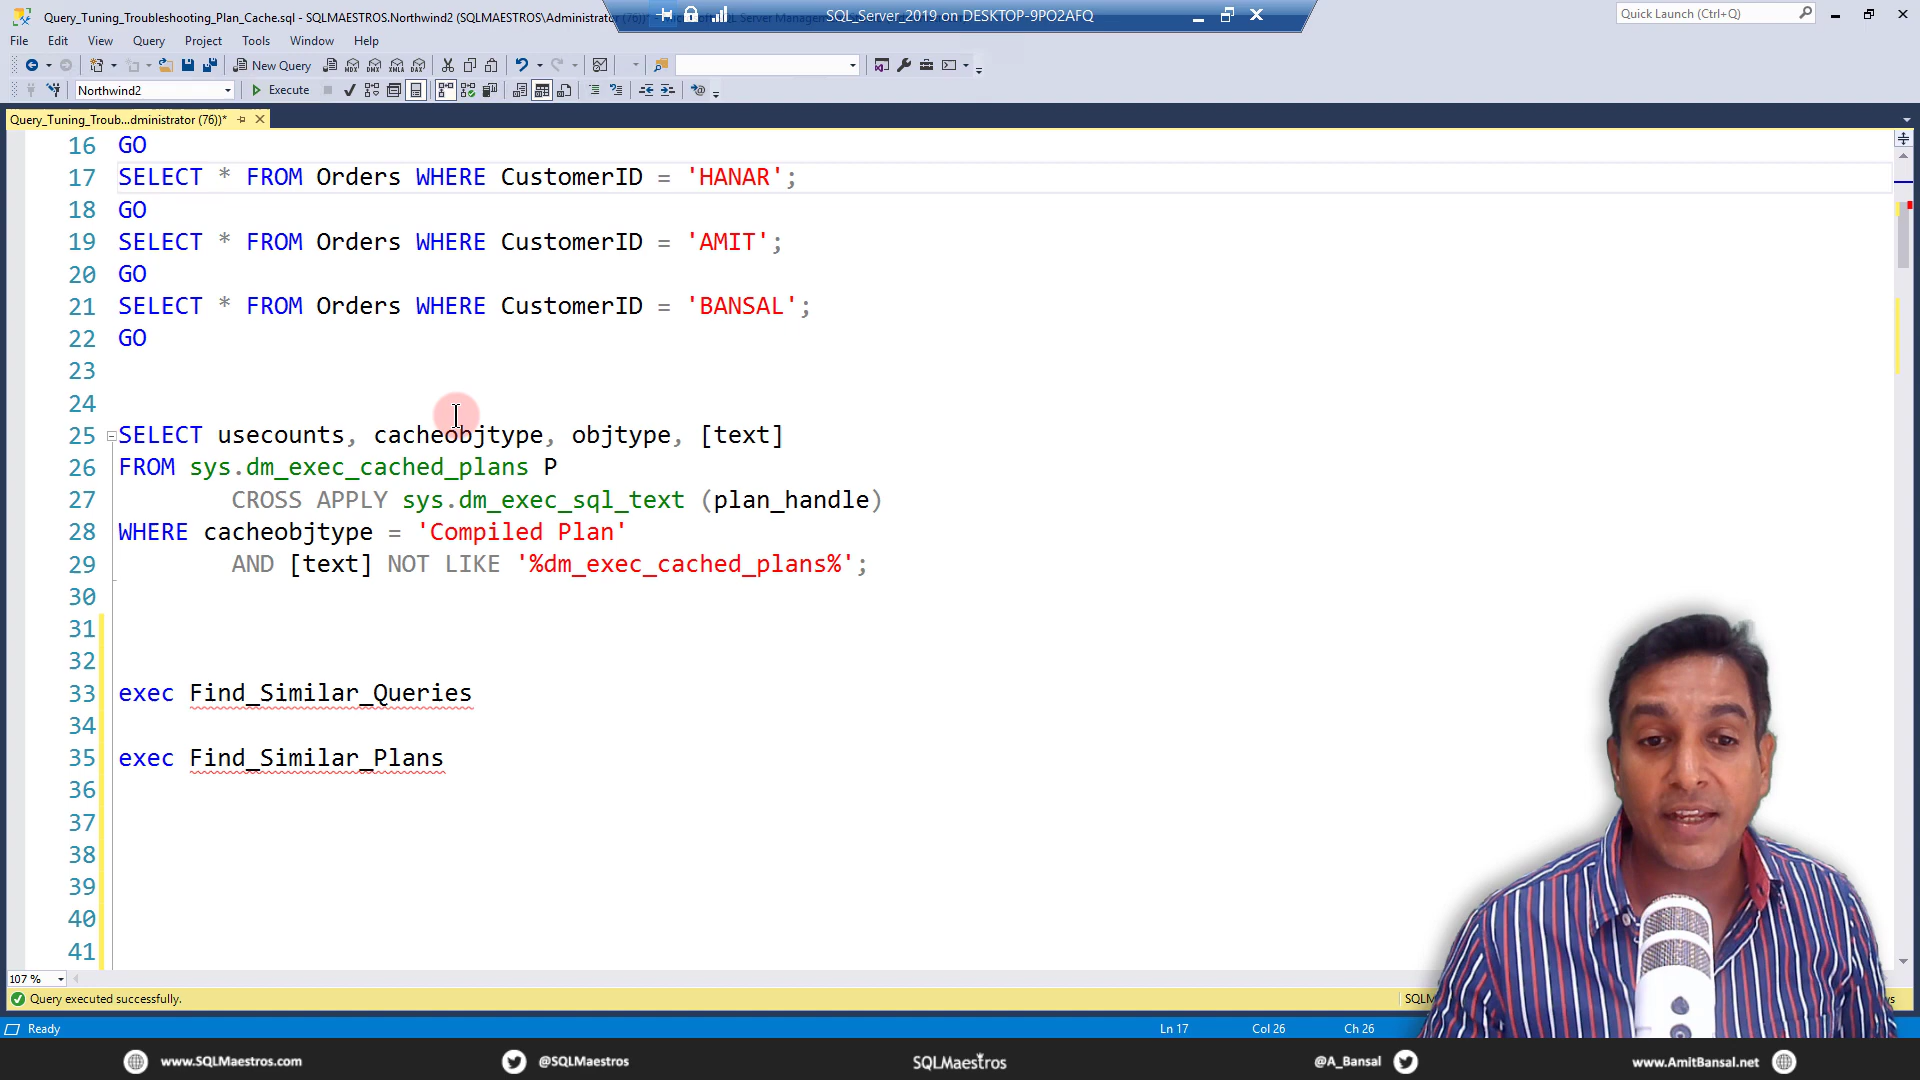 Query_Tuning_Troubleshooting_Plan_Cache.sql - SQLMAESTROS.Northwind2 (SQLMAESTROS\Administrator
SQL_Server_2019 on DESKTOP-9PO2AFQ
Quick Launch (Ctrl+Q)
File Edit View Query Project Tools Window Help
New Query
Northwind2 Execute
Query_Tuning_Troub...dministrator (76))*
16 GO
17 SELECT * FROM Orders WHERE CustomerID = 'HANAR';
18 GO
19 SELECT * FROM Orders WHERE CustomerID = 'AMIT';
20 GO
21 SELECT * FROM Orders WHERE CustomerID = 'BANSAL';
22 GO
23
24
25 SELECT usecounts, cacheobjtype, objtype, [text]
26 FROM sys.dm_exec_cached_plans P
27 CROSS APPLY sys.dm_exec_sql_text (plan_handle)
28 WHERE cacheobjtype = 'Compiled Plan'
29 AND [text] NOT LIKE '%dm_exec_cached_plans%';
30
31
32
33 exec Find_Similar_Queries
34
35 exec Find_Similar_Plans
36
37
38
39
40
41
107 %
Query executed successfully.
Ready Ln 17 Col 26 Ch 26
www.SQLMaestros.com @SQLMaestros SQLMaestros @A_Bansal www.AmitBansal.net